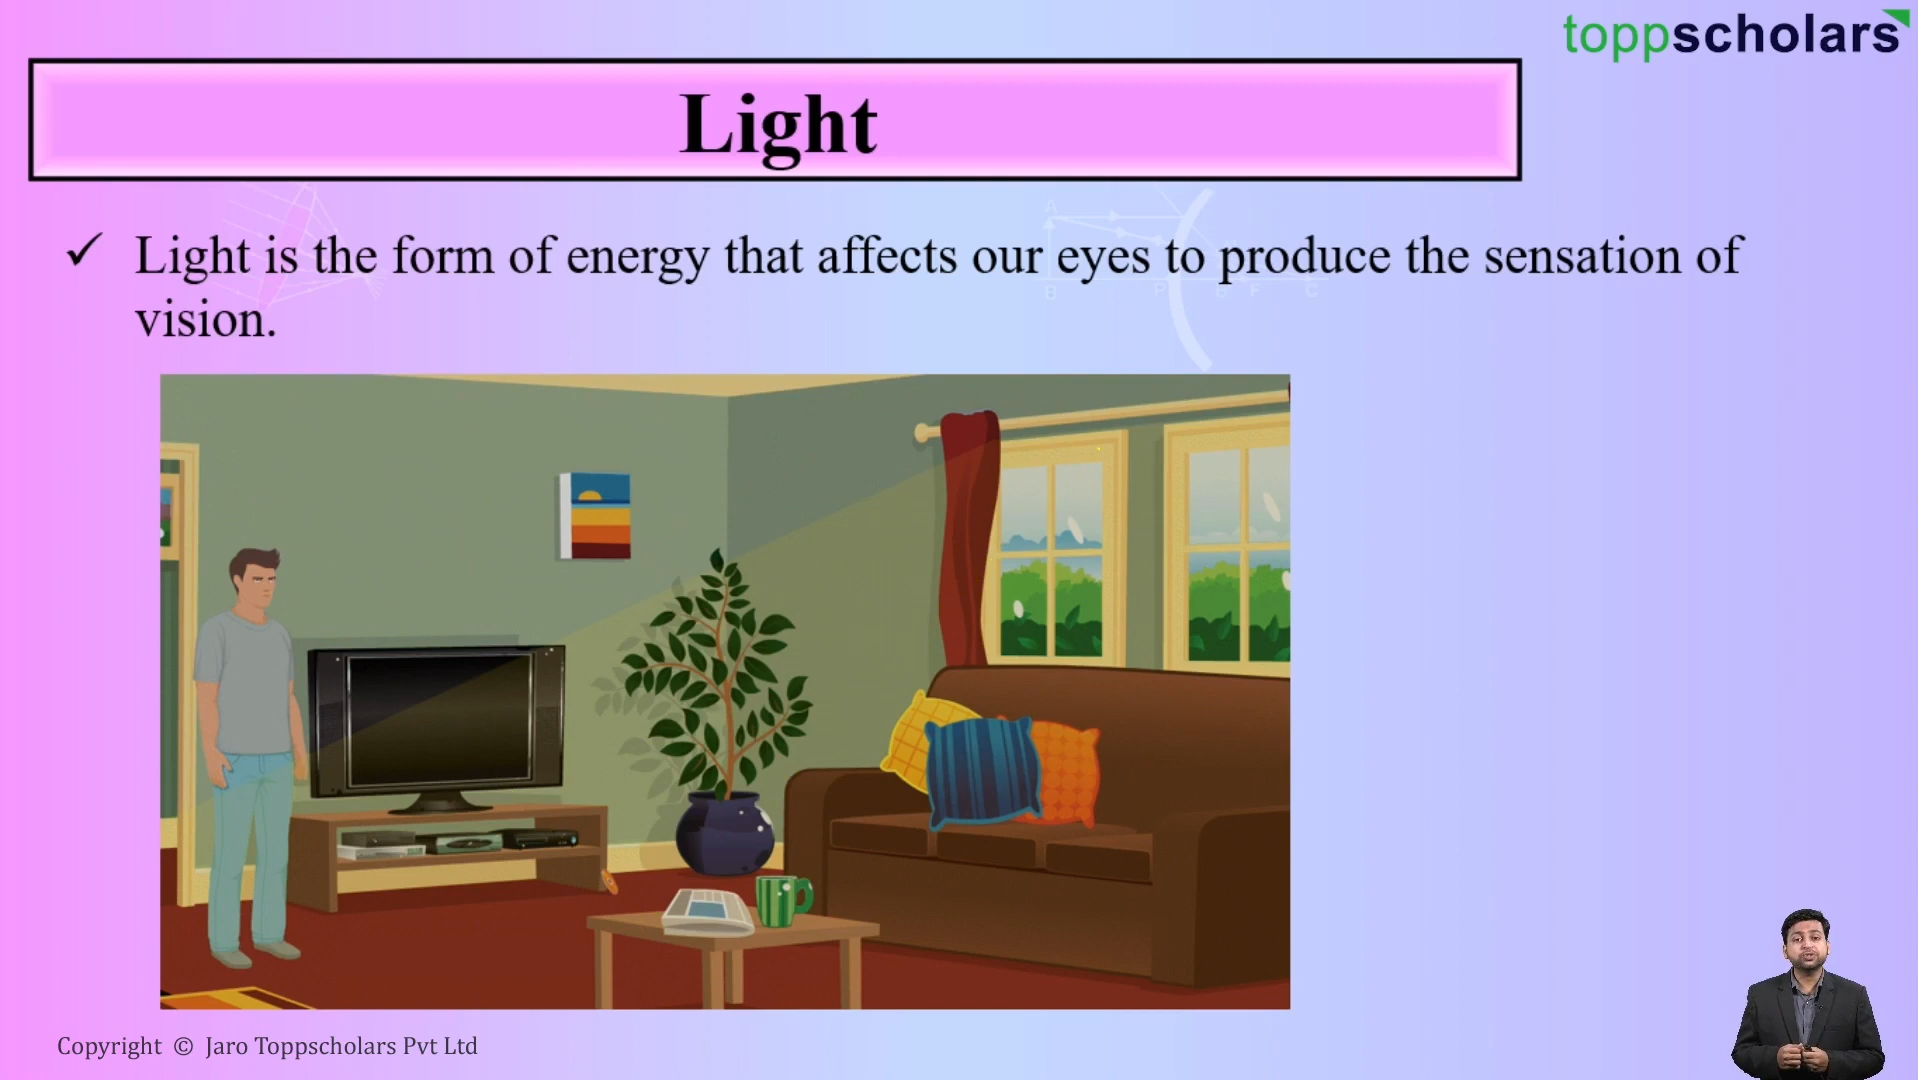 toppscholars
Light
✓ Light is the form of energy that affects our eyes to produce the sensation of
vision.
A
B P F C
Copyright © Jaro Toppscholars Pvt Ltd